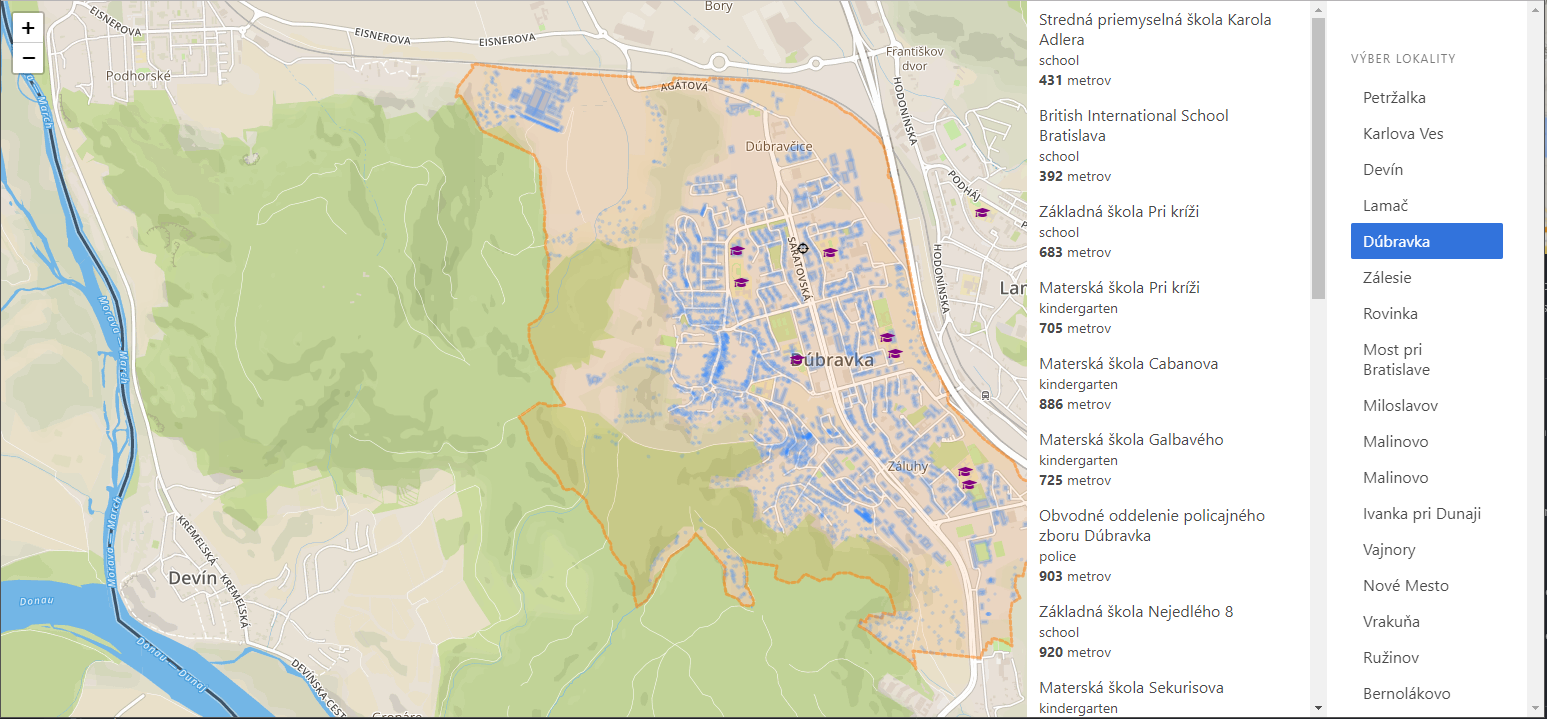 +
−
EISNEROVA
EISNEROVA
EISNEROVA
Bory
Františkov
dvor
Podhorské
AGÁTOVÁ
HODONÍNSKA
March
Dúbravčice
PODHÁJ
SARATOVSKÁ
HODONÍNSKA
Lar
Morava
March
Dúbravka
Záluhy
March
Morava
KREMEĽSKÁ
KREMEĽSKÁ
Devín
Donau
Donau
Dunaj
DEVÍNSKA CEST
Stredná priemyselná škola Karola
Adlera
school
431 metrov
British International School
Bratislava
school
392 metrov
Základná škola Pri kríži
school
683 metrov
Materská škola Pri kríži
kindergarten
705 metrov
Materská škola Cabanova
kindergarten
886 metrov
Materská škola Galbavého
kindergarten
725 metrov
Obvodné oddelenie policajného
zboru Dúbravka
police
903 metrov
Základná škola Nejedlého 8
school
920 metrov
Materská škola Sekurisova
kindergarten
VÝBER LOKALITY
Petržalka
Karlova Ves
Devín
Lamač
Dúbravka
Zálesie
Rovinka
Most pri
Bratislave
Miloslavov
Malinovo
Malinovo
Ivanka pri Dunaji
Vajnory
Nové Mesto
Vrakuňa
Ružinov
Bernolákovo